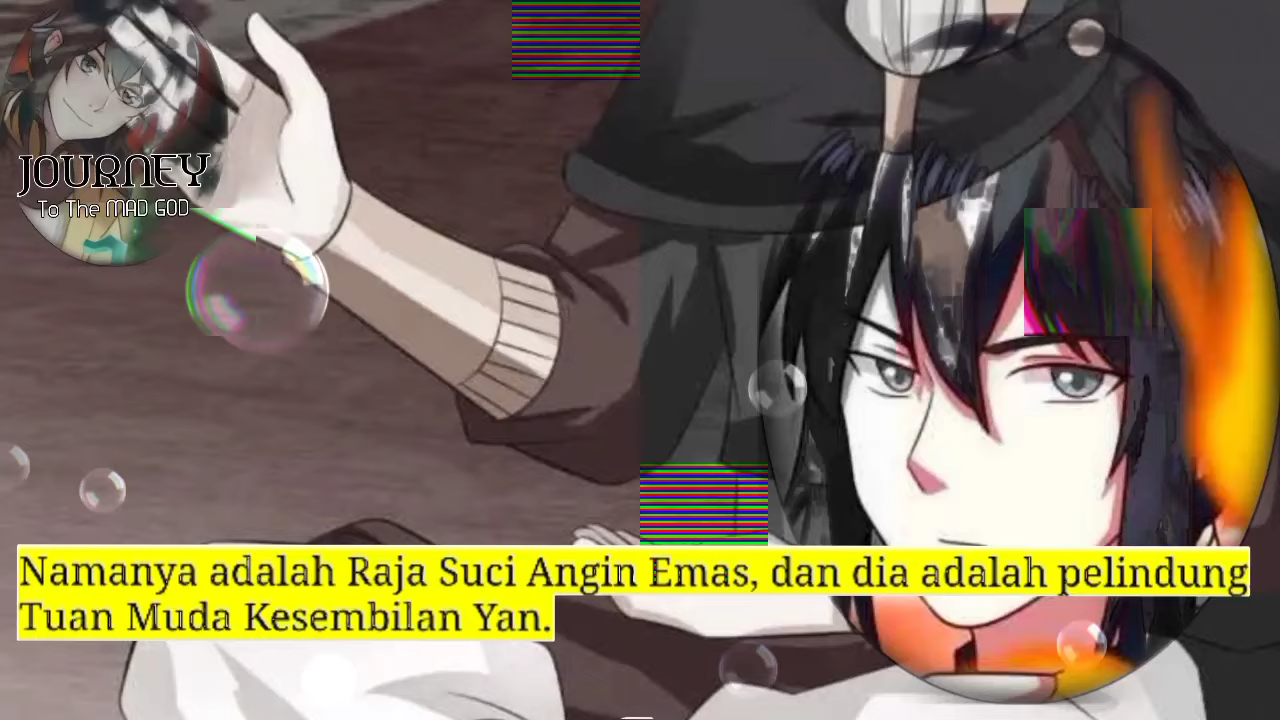 JOURNEY
To The MAD GOD
Namanya adalah Raja Suci Angin Emas, dan dia adalah pelindung
Tuan Muda Kesembilan Yan.